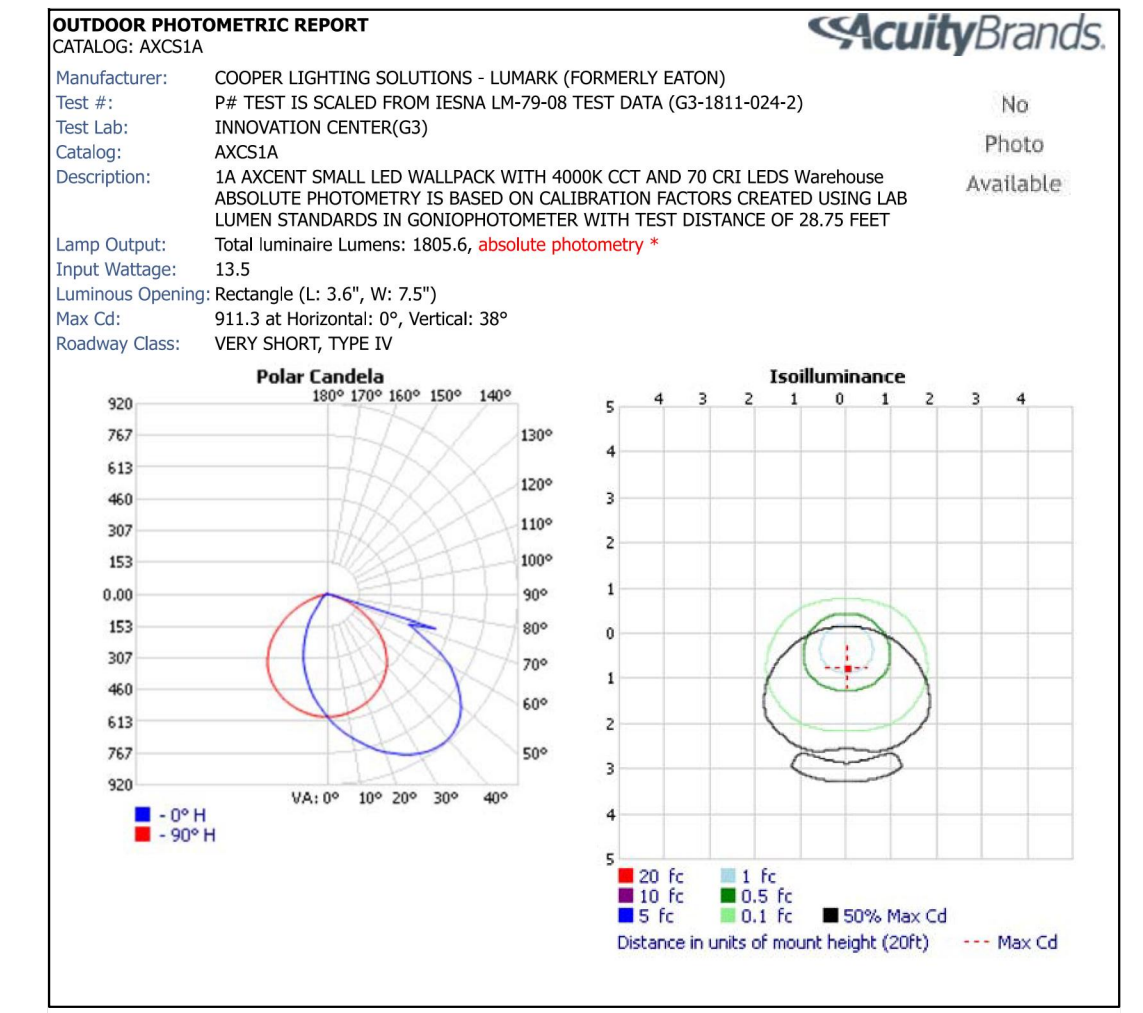 OUTDOOR PHOTOMETRIC REPORT
CATALOG: AXCS1A
AcuityBrands.
Manufacturer: COOPER LIGHTING SOLUTIONS - LUMARK (FORMERLY EATON)
Test #: P# TEST IS SCALED FROM IESNA LM-79-08 TEST DATA (G3-1811-024-2)
Test Lab: INNOVATION CENTER(G3)
Catalog: AXCS1A
Description: 1A AXCENT SMALL LED WALLPACK WITH 4000K CCT AND 70 CRI LEDS Warehouse
ABSOLUTE PHOTOMETRY IS BASED ON CALIBRATION FACTORS CREATED USING LAB
LUMEN STANDARDS IN GONIOPHOTOMETER WITH TEST DISTANCE OF 28.75 FEET
Lamp Output: Total luminaire Lumens: 1805.6, absolute photometry *
Input Wattage: 13.5
Luminous Opening: Rectangle (L: 3.6", W: 7.5")
Max Cd: 911.3 at Horizontal: 0°, Vertical: 38°
Roadway Class: VERY SHORT, TYPE IV
No
Photo
Available
Polar Candela
180° 170° 160° 150° 140°
920
767
613
460
307
153
0.00
153
307
460
613
767
920
130°
120°
110°
100°
90°
80°
70°
60°
50°
VA: 0° 10° 20° 30° 40°
- 0° H
- 90° H
Isoilluminance
4 3 2 1 0 1 2 3 4
5
4
3
2
1
0
1
2
3
4
5
20 fc 1 fc
10 fc 0.5 fc
5 fc 0.1 fc 50% Max Cd
Distance in units of mount height (20ft) --- Max Cd